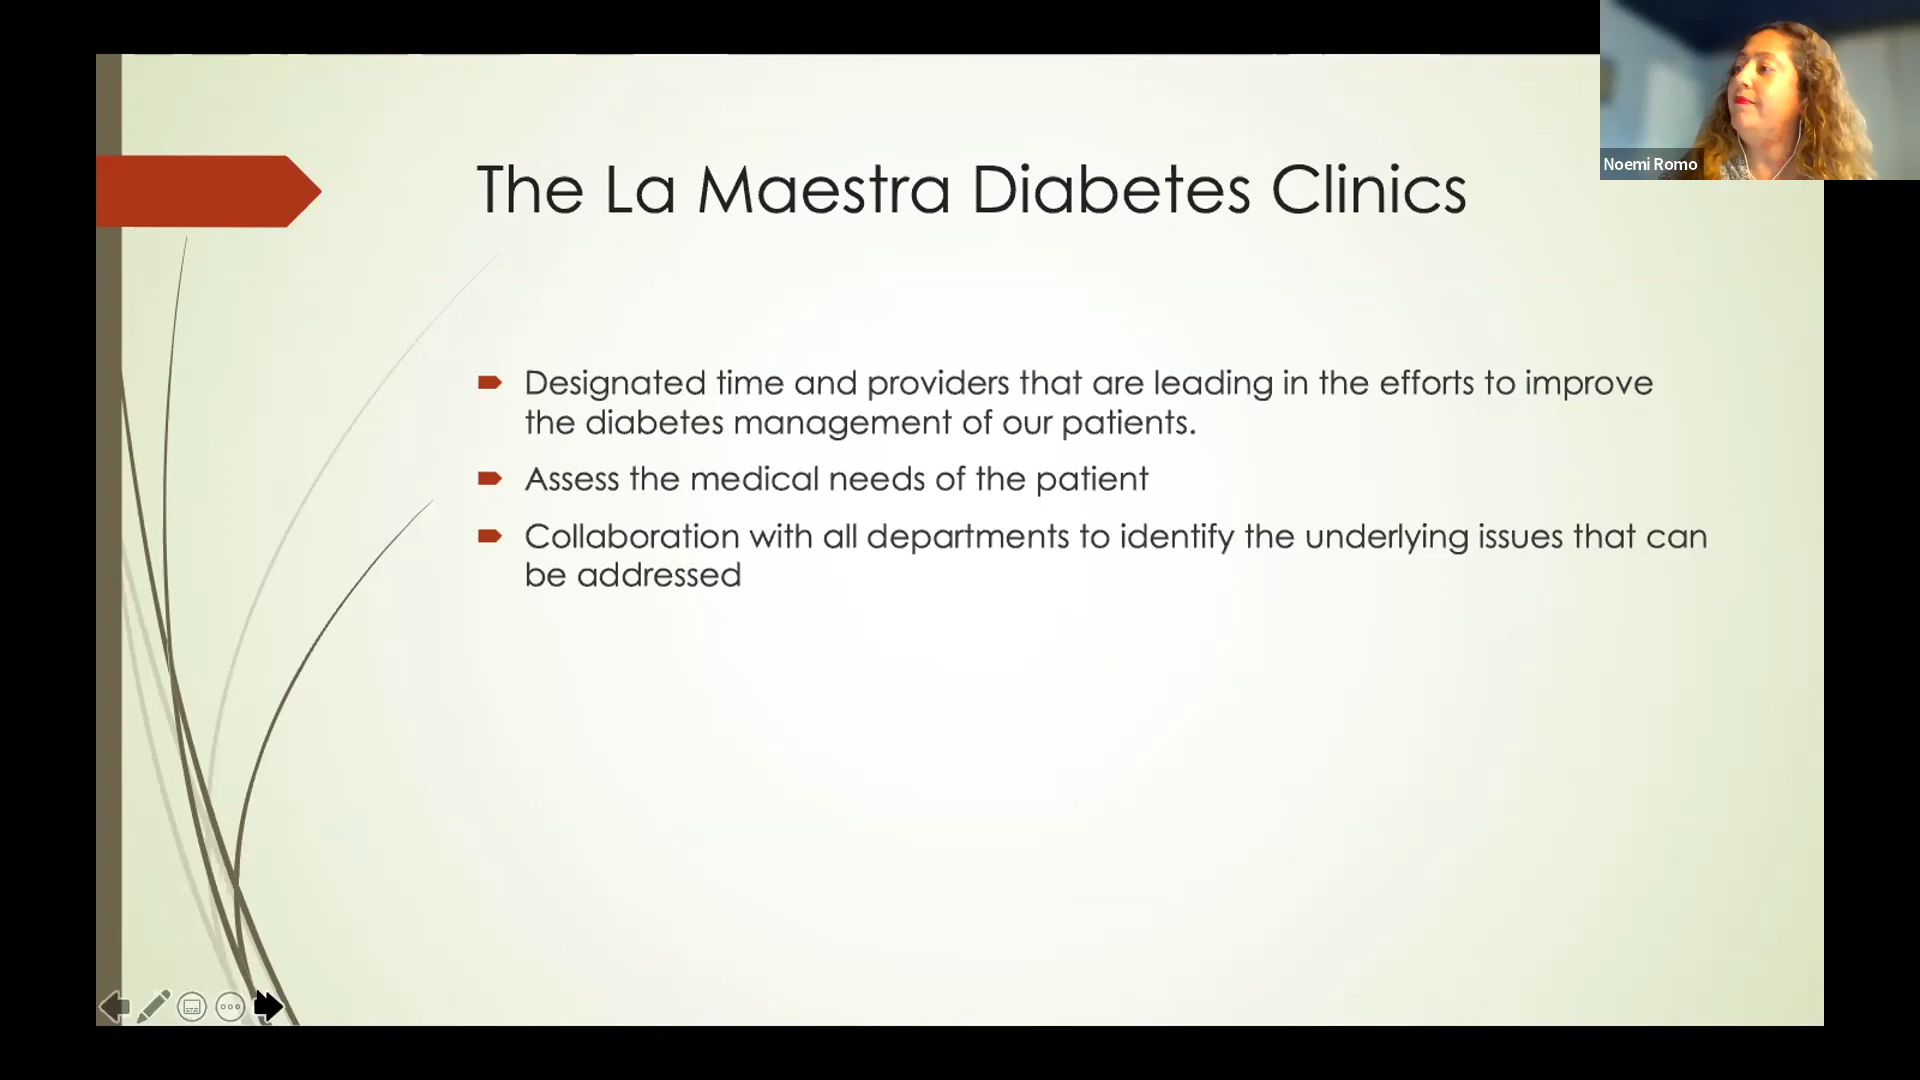 The La Maestra Diabetes Clinics
Noemi Romo
Designated time and providers that are leading in the efforts to improve
the diabetes management of our patients.
Assess the medical needs of the patient
Collaboration with all departments to identify the underlying issues that can
be addressed